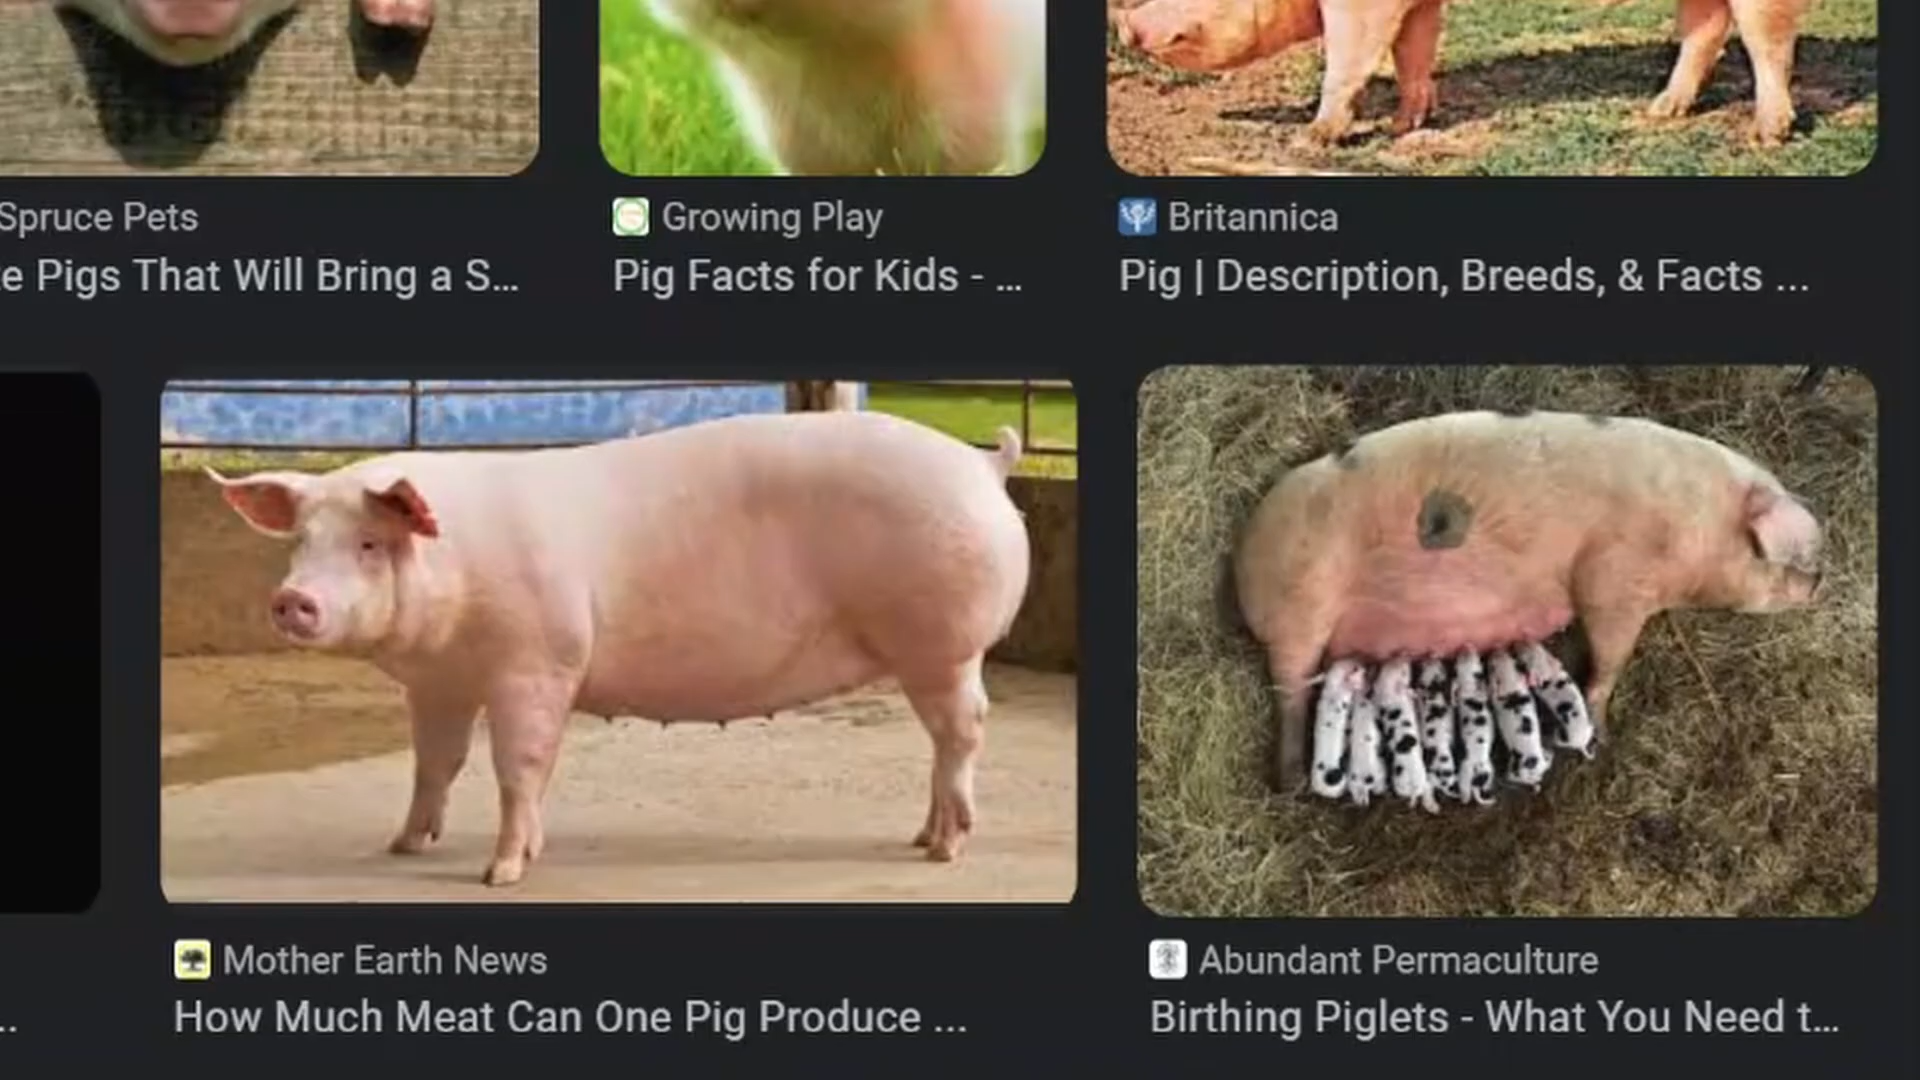 Spruce Pets
e Pigs That Will Bring a S...
Growing Play
Pig Facts for Kids - ...
Britannica
Pig | Description, Breeds, & Facts ...
Mother Earth News
How Much Meat Can One Pig Produce ...
..
Abundant Permaculture
Birthing Piglets - What You Need t...